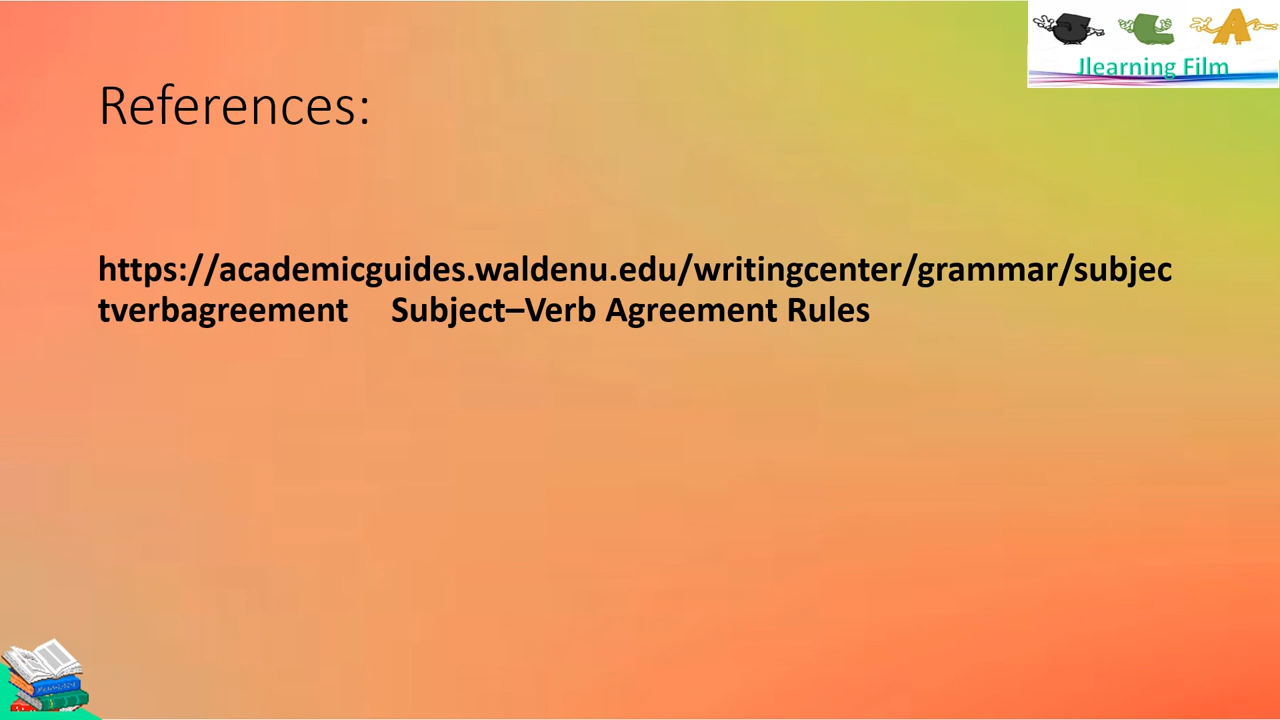 Jlearning Film
References:
https://academicguides.waldenu.edu/writingcenter/grammar/subjec
tverbagreement Subject–Verb Agreement Rules